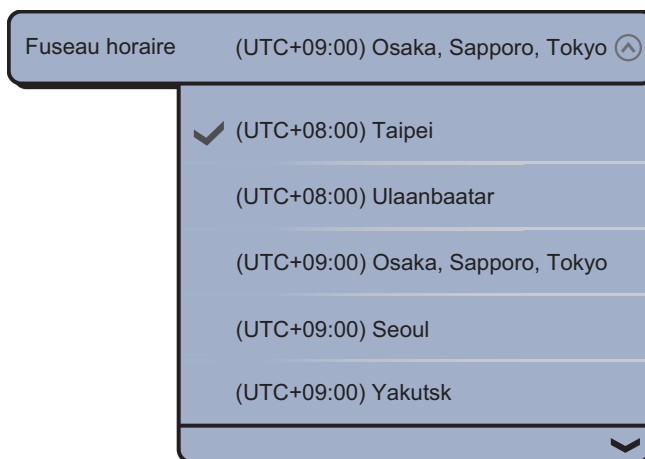 Fuseau horaire (UTC+09:00) Osaka, Sapporo, Tokyo
(UTC+08:00) Taipei
(UTC+08:00) Ulaanbaatar
(UTC+09:00) Osaka, Sapporo, Tokyo
(UTC+09:00) Seoul
(UTC+09:00) Yakutsk